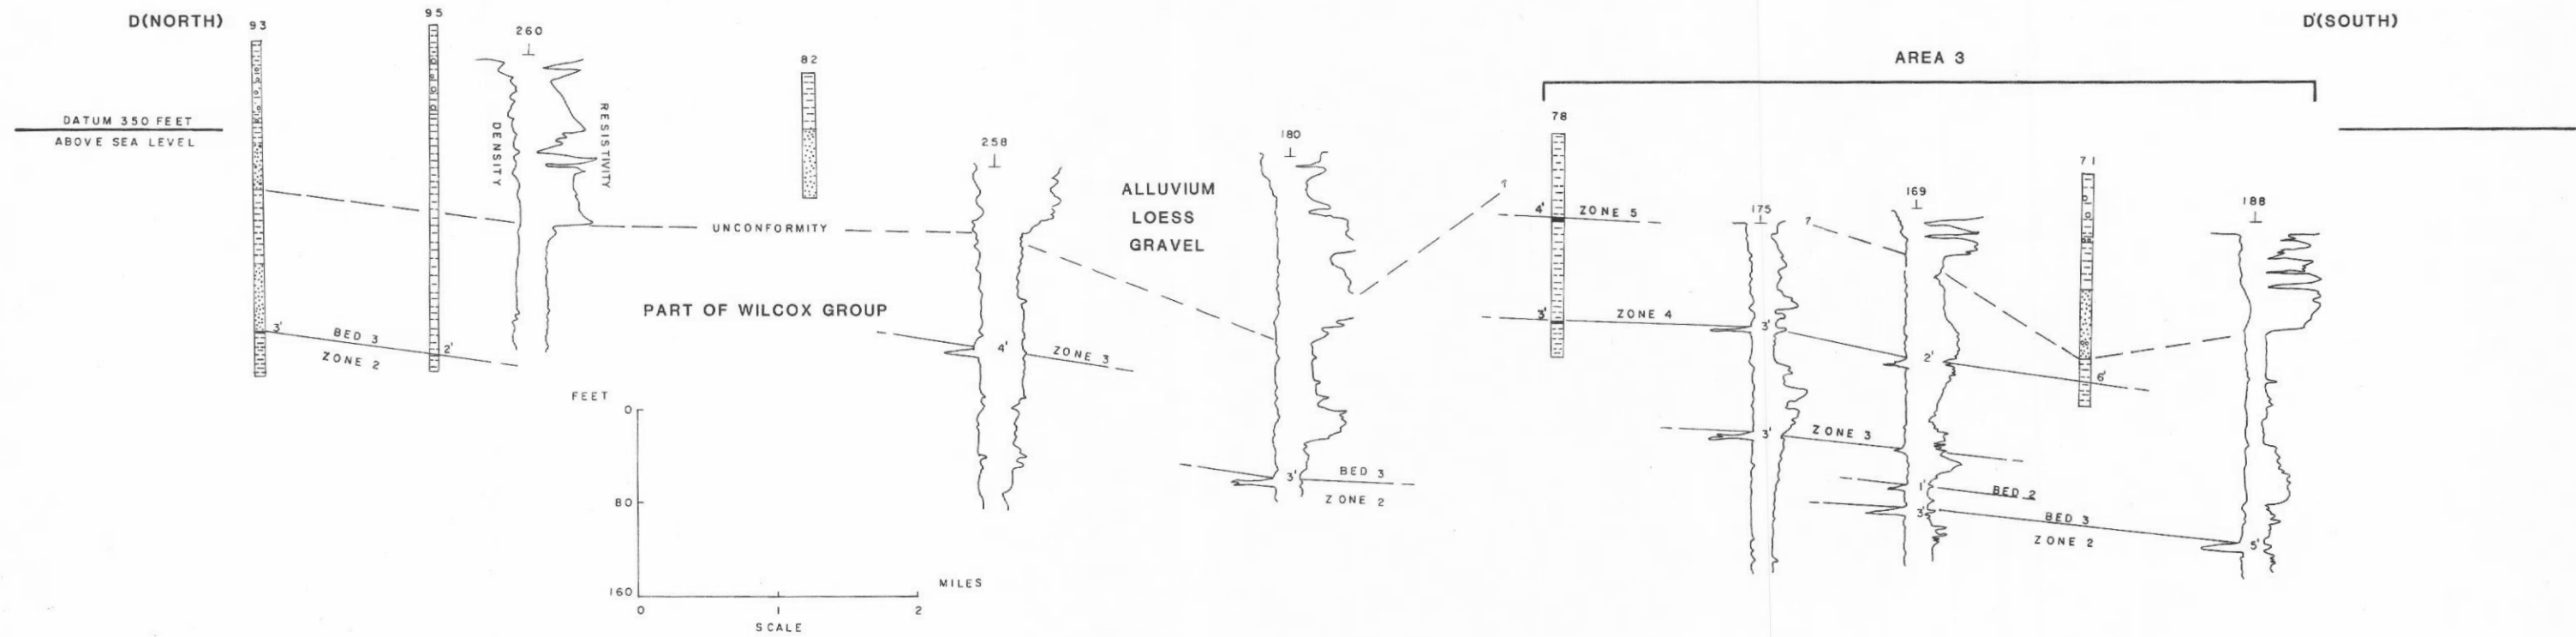 D(NORTH)
D'(SOUTH)
93
95
260
82
AREA 3
DATUM 350 FEET
ABOVE SEA LEVEL
DENSITY
RESISTIVITY
258
180
78
71
169
175
188
ALLUVIUM
LOESS
GRAVEL
?
4' ZONE 5
?
UNCONFORMITY
PART OF WILCOX GROUP
3' BED 3
ZONE 2
2'
4' ZONE 3
3' ZONE 4
3'
2'
6'
3' ZONE 3
3' BED 3
ZONE 2
1' BED 2
3' BED 3
ZONE 2
5'
FEET
0
80
160
MILES
0 1 2
SCALE